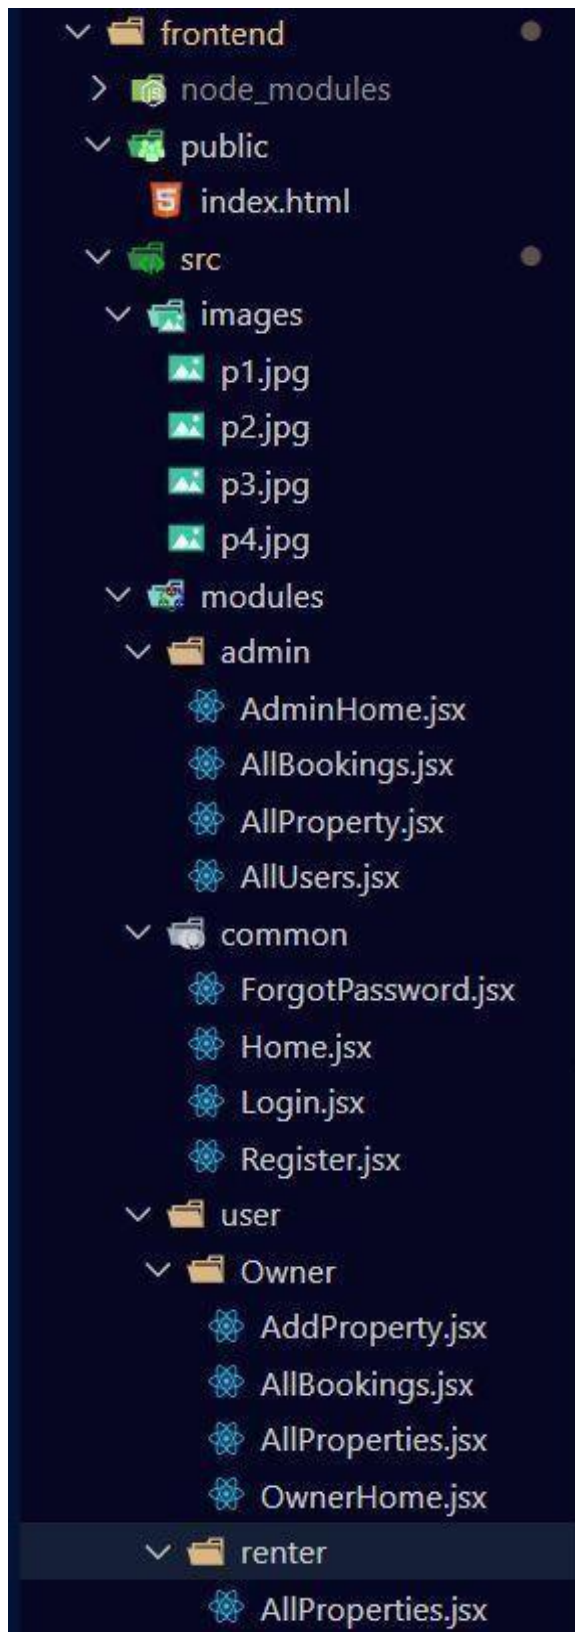 frontend
node_modules
public
index.html
src
images
p1.jpg
p2.jpg
p3.jpg
p4.jpg
modules
admin
AdminHome.jsx
AllBookings.jsx
AllProperty.jsx
AllUsers.jsx
common
ForgotPassword.jsx
Home.jsx
Login.jsx
Register.jsx
user
Owner
AddProperty.jsx
AllBookings.jsx
AllProperties.jsx
OwnerHome.jsx
renter
AllProperties.jsx